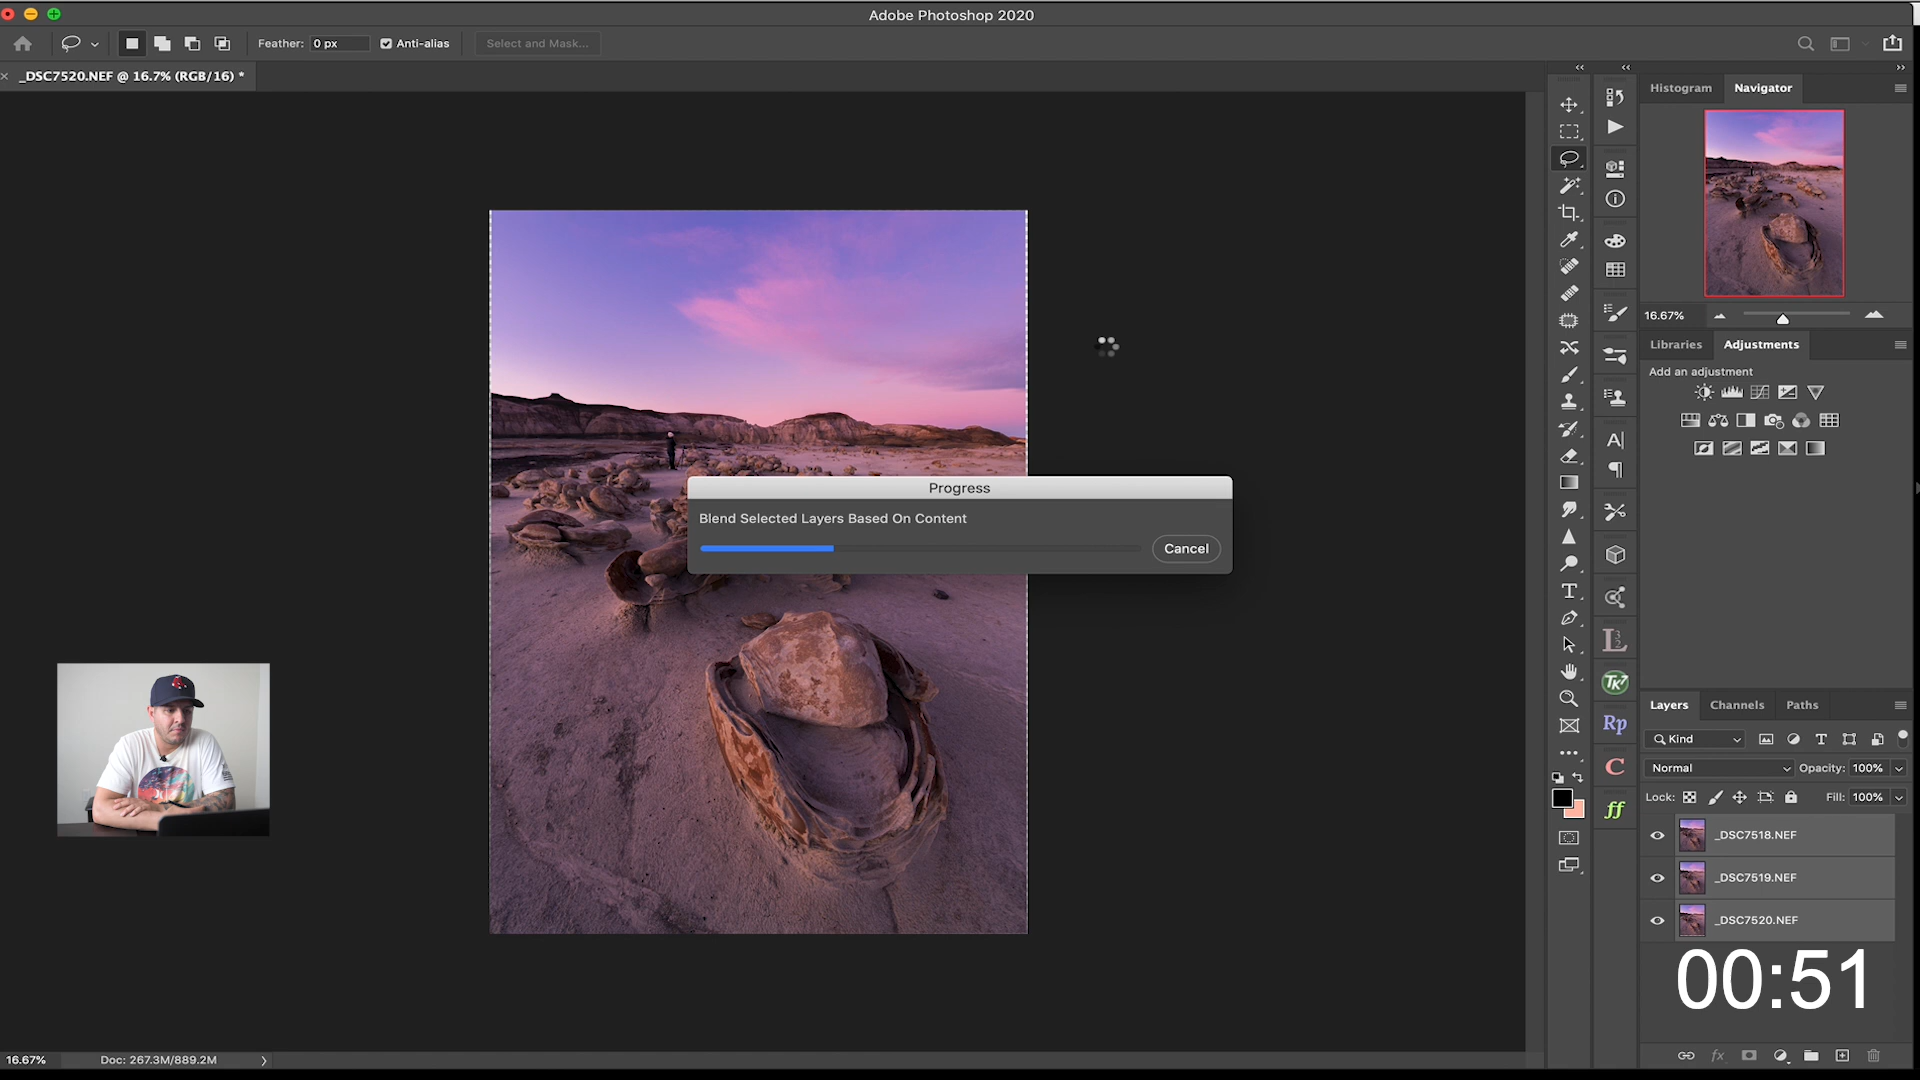 Adobe Photoshop 2020
Feather: 0 px Anti-alias Select and Mask...
_DSC7520.NEF @ 16.7% (RGB/16) *
Histogram Navigator
16.67%
Libraries Adjustments
Add an adjustment
Progress
Blend Selected Layers Based On Content
Cancel
Layers Channels Paths
Kind
Normal Opacity: 100%
Lock: Fill: 100%
_DSC7518.NEF
_DSC7519.NEF
_DSC7520.NEF
00:51
16.67% Doc: 267.3M/889.2M
TK7
Rp
C
ff